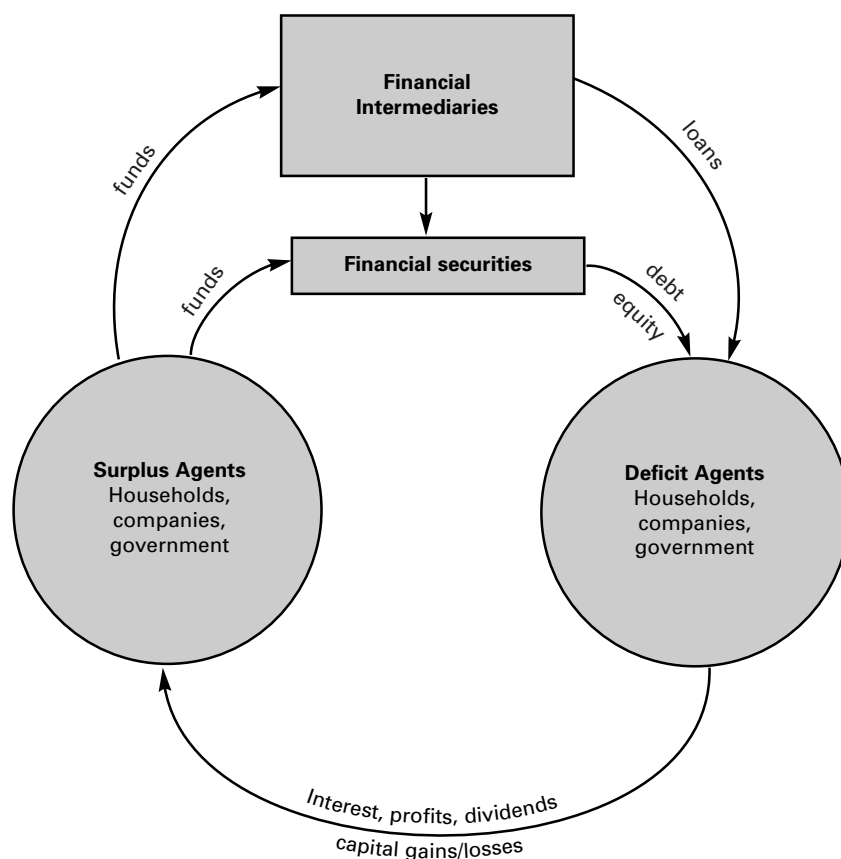 Financial
Intermediaries
funds
loans
Financial securities
funds
debt
equity
Surplus Agents
Households,
companies,
government
Deficit Agents
Households,
companies,
government
Interest, profits, dividends
capital gains/losses